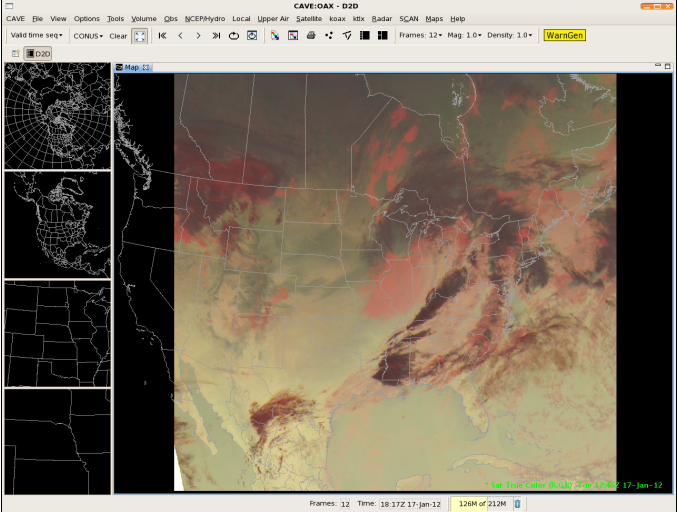 CAVE:OAX - D2D
CAVE File View Options Tools Volume Obs NCEP/Hydro Local Upper Air Satellite koax ktlx Radar SCAN Maps Help
Valid time seq CONUS Clear Frames: 12 Mag: 1.0 Density: 1.0 WarnGen
D2D
Map
* Sat True Color (R,G,B) Tue 17-Jan-12
Frames: 12 Time: 18:17Z 17-Jan-12 126M of 212M